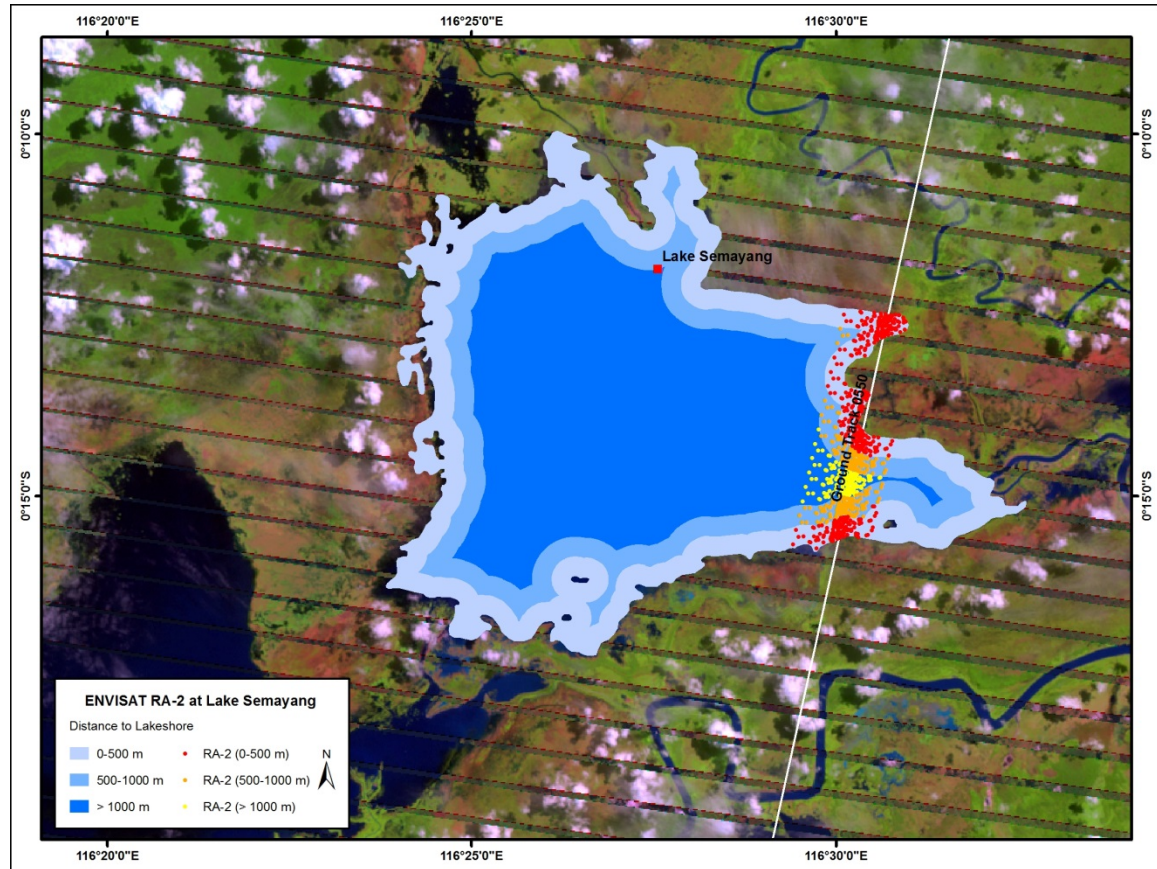 116°20'0"E 116°25'0"E 116°30'0"E
0°10'0"S 0°10'0"S
Lake Semayang
Ground Track 0550
0°15'0"S 0°15'0"S
ENVISAT RA-2 at Lake Semayang
Distance to Lakeshore
0-500 m RA-2 (0-500 m) N
500-1000 m RA-2 (500-1000 m)
> 1000 m RA-2 (> 1000 m)
116°20'0"E 116°25'0"E 116°30'0"E